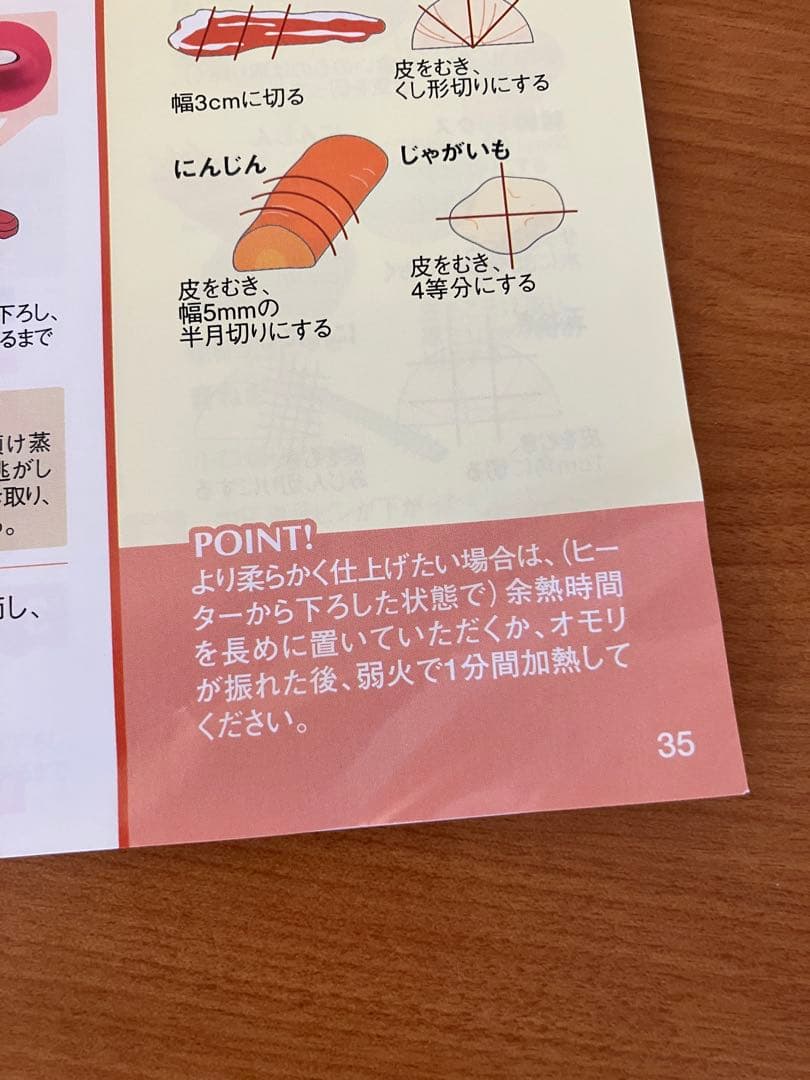 幅3cmに切る
皮をむき、
くし形切りにする
にんじん
皮をむき、
幅5mmの
半月切りにする
じゃがいも
皮をむき、
4等分にする
下ろし、
るまで
け蒸
逃がし
取り、
。
し、
POINT!
より柔らかく仕上げたい場合は、(ヒー
ターから下ろした状態で)余熱時間
を長めに置いていただくか、オモリ
が振れた後、弱火で1分間加熱して
ください。
35